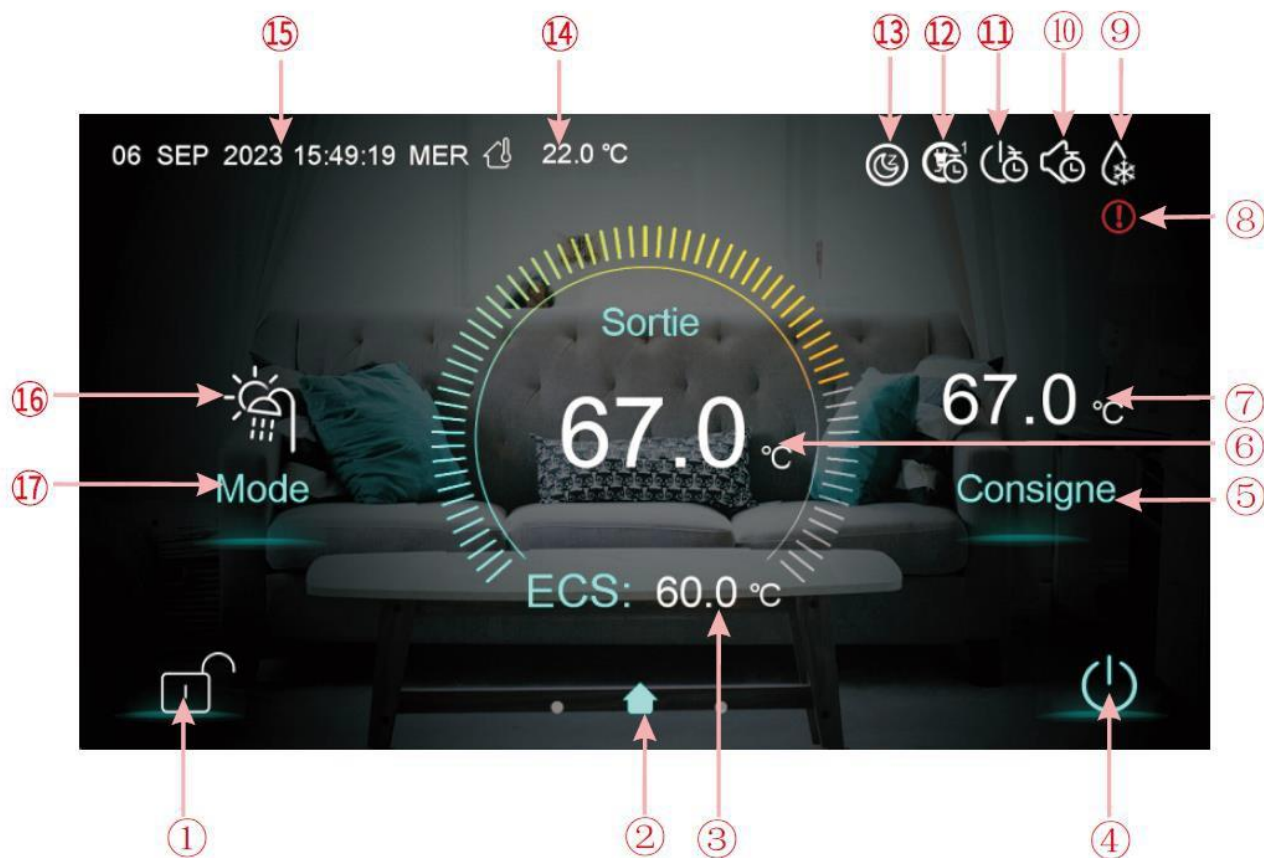 ⑮ ⑭ ⑬ ⑫ ⑪ ⑩ ⑨
06 SEP 2023 15:49:19 MER 22.0 ℃
1
⑧
Sortie
⑯ 67.0 ℃ 67.0 ℃ ⑦
⑥
⑰ Mode Consigne ⑤
ECS: 60.0 ℃
① ② ③ ④